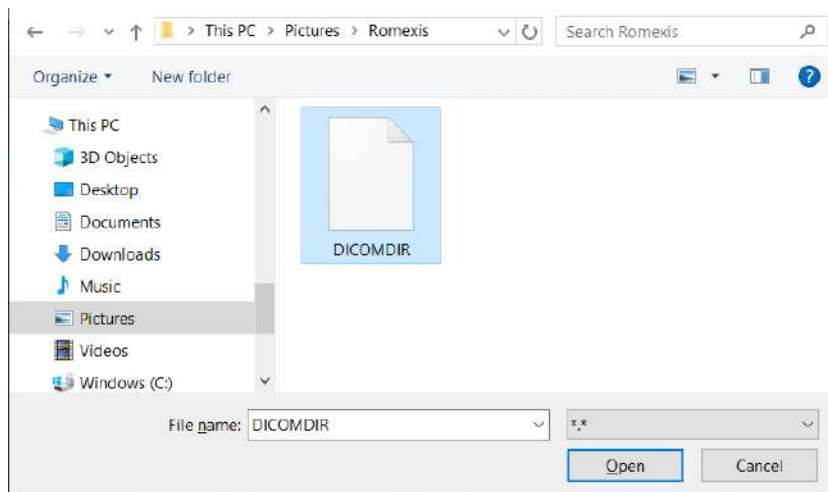 This PC > Pictures > Romexis
Search Romexis
Organize
New folder
This PC
3D Objects
Desktop
Documents
Downloads
Music
Pictures
Videos
Windows (C:)
DICOMDIR
File name: DICOMDIR
*.*
Open
Cancel